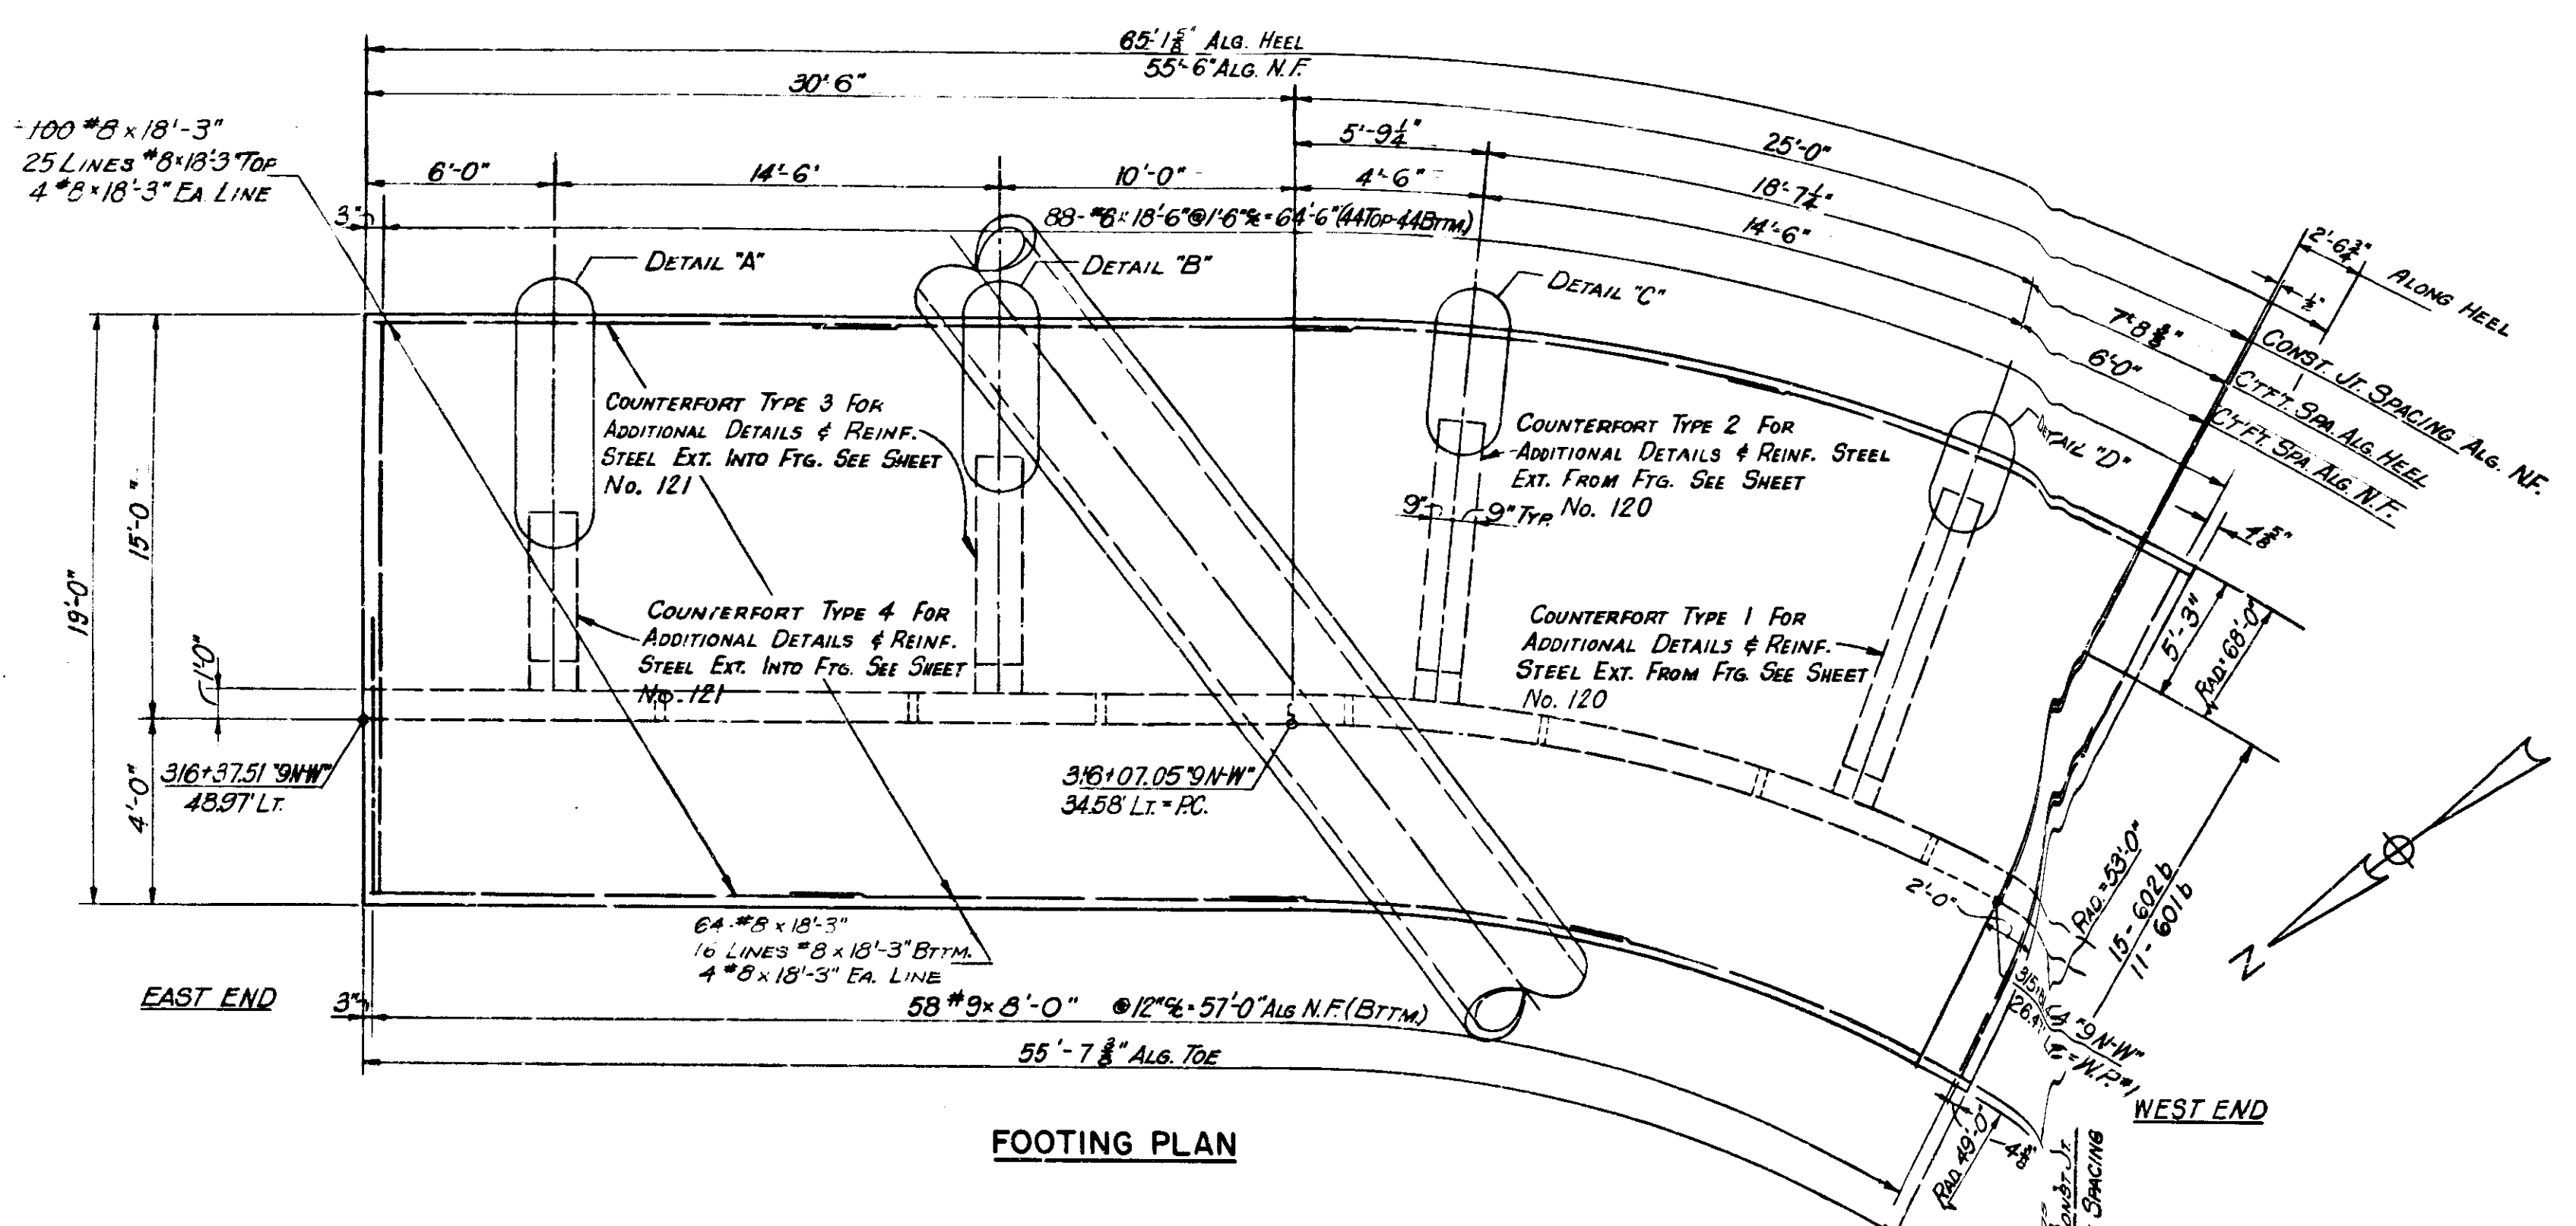 65'-1 5/8" ALG. HEEL
55'-6" ALG. N.F.
30'-6"
25'-0"
5'-9 1/4"
18'-7 1/4"
7'-8 3/8"
6'-0"
14'-6"
10'-0"
4'-6"
14'-6"
6'-0"
2'-6 3/4"
ALONG HEEL
1/2"
CONST. JT. SPACING ALG. N.F.
C'T'F'T. SPA. ALG. HEEL
C'T'F'T. SPA. ALG. N.F.
100 #8 x 18'-3"
25 LINES #8x18'-3" TOP
4 #8 x 18'-3" EA. LINE
3"
88- #6 x 18'-6" @ 1'-6" % = 64'-6" (44 TOP-44 BTTM.)
DETAIL "A"
DETAIL "B"
DETAIL "C"
DETAIL "D"
COUNTERFORT TYPE 3 FOR
ADDITIONAL DETAILS & REINF.
STEEL EXT. INTO FTG. SEE SHEET
No. 121
COUNTERFORT TYPE 2 FOR
ADDITIONAL DETAILS & REINF. STEEL
EXT. FROM FTG. SEE SHEET
No. 120
9"
9" TYP.
4 5/8"
19'-0"
15'-0"
1'-0"
4'-0"
COUNTERFORT TYPE 4 FOR
ADDITIONAL DETAILS & REINF.
STEEL EXT. INTO FTG. SEE SHEET
No. 121
COUNTERFORT TYPE 1 FOR
ADDITIONAL DETAILS & REINF.
STEEL EXT. FROM FTG. SEE SHEET
No. 120
5'-3"
RAD. 68'-0"
316+37.51 "9N-W"
48.97' LT.
316+07.05 "9N-W"
34.58' LT. = P.C.
2'-0"
RAD. = 53'-0"
15- 602b
11- 601b
N
64-#8 x 18'-3"
16 LINES #8 x 18'-3" BTTM.
4 #8 x 18'-3" EA. LINE
"9N-W"
= W.P.#1
EAST END
3"
58 #9x 8'-0" @ 12" % = 57'-0" ALG N.F. (BTTM.)
55'-7 3/8" ALG. TOE
WEST END
RAD. 49'-0"
4 5/8"
FOOTING PLAN
SPACING